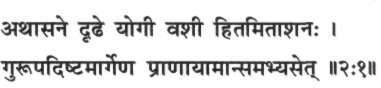 अथासने दृढे योगी वशी हितमिताशनः ।
गुरूपदिष्टमार्गेण प्राणायामान्समभ्यसेत् ॥२ः१॥